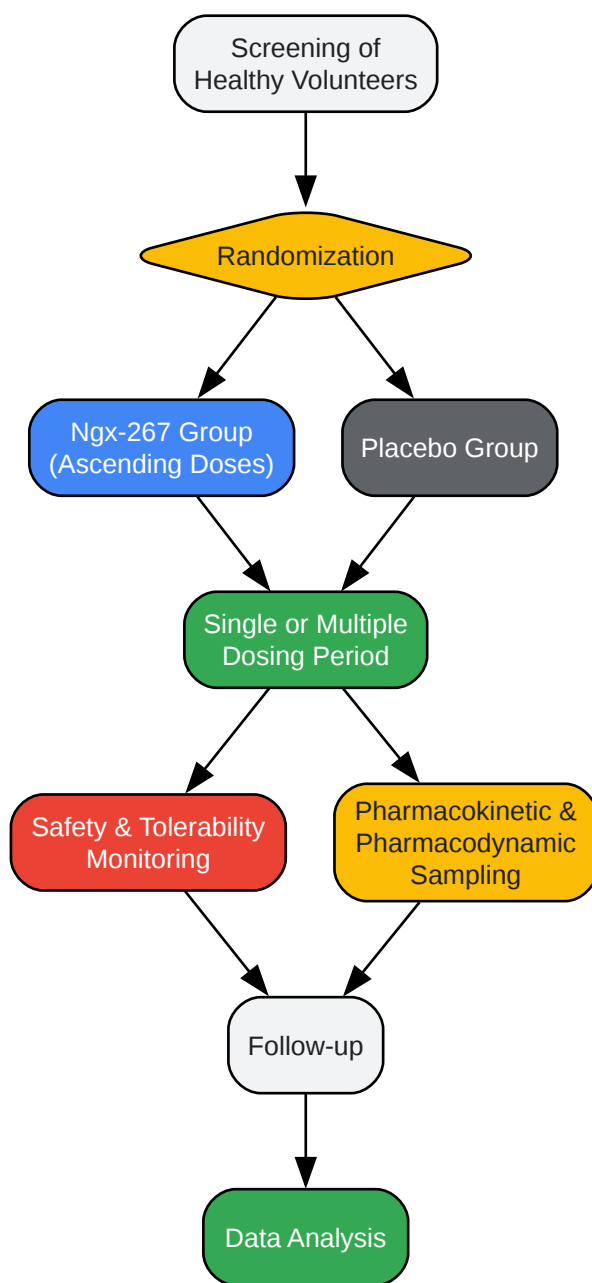 Screening of
Healthy Volunteers
Randomization
Ngx-267 Group
(Ascending Doses)
Placebo Group
Single or Multiple
Dosing Period
Safety & Tolerability
Monitoring
Pharmacokinetic &
Pharmacodynamic
Sampling
Follow-up
Data Analysis